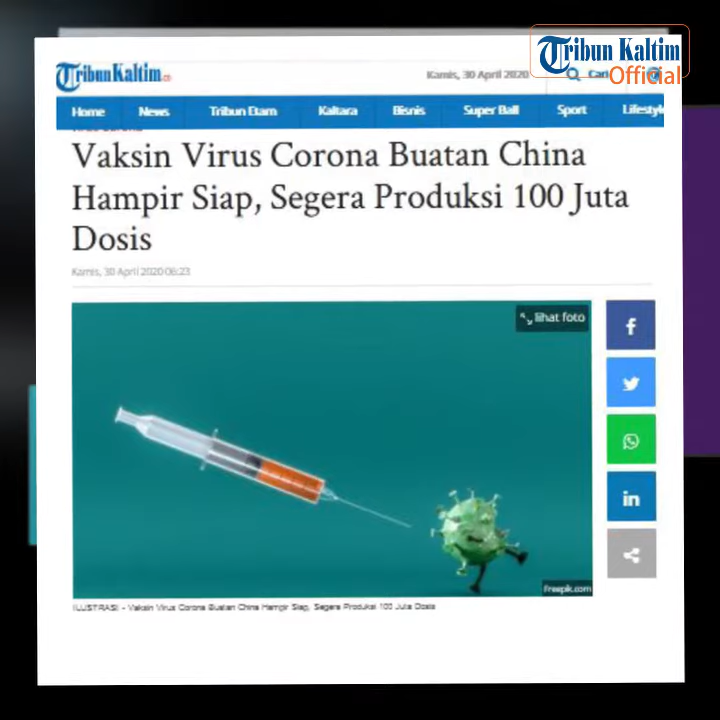 Tribun Kaltim
Official
TribunKaltim.co
Kamis, 30 April 2020
Cari
Home News Tribun Etam Kaltara Bisnis Super Ball Sport Lifestyle
Vaksin Virus Corona Buatan China
Hampir Siap, Segera Produksi 100 Juta
Dosis
Kamis, 30 April 2020 06:23
lihat foto
freepik.com
ILUSTRASI - Vaksin Virus Corona Buatan China Hampir Siap, Segera Produksi 100 Juta Dosis